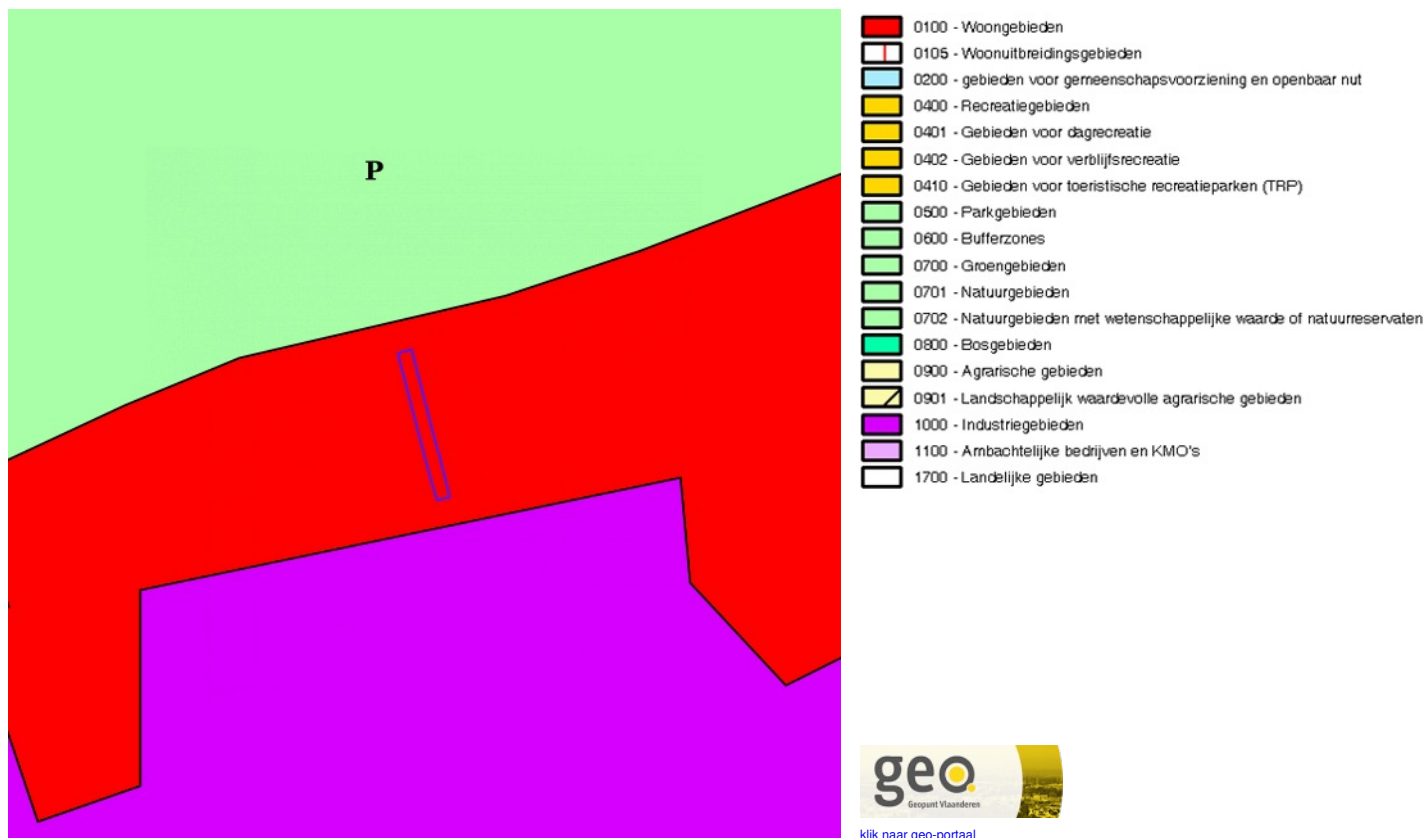 P
0100 - Woongebieden
0105 - Woonuitbreidingsgebieden
0200 - gebieden voor gemeenschapsvoorziening en openbaar nut
0400 - Recreatiegebieden
0401 - Gebieden voor dagrecreatie
0402 - Gebieden voor verblijfsrecreatie
0410 - Gebieden voor toeristische recreatieparken (TRP)
0500 - Parkgebieden
0600 - Bufferzones
0700 - Groengebieden
0701 - Natuurgebieden
0702 - Natuurgebieden met wetenschappelijke waarde of natuurreservaten
0800 - Bosgebieden
0900 - Agrarische gebieden
0901 - Landschappelijk waardevolle agrarische gebieden
1000 - Industriegebieden
1100 - Ambachtelijke bedrijven en KMO's
1700 - Landelijke gebieden
geo
Geopunt Vlaanderen
klik naar geo-portaal